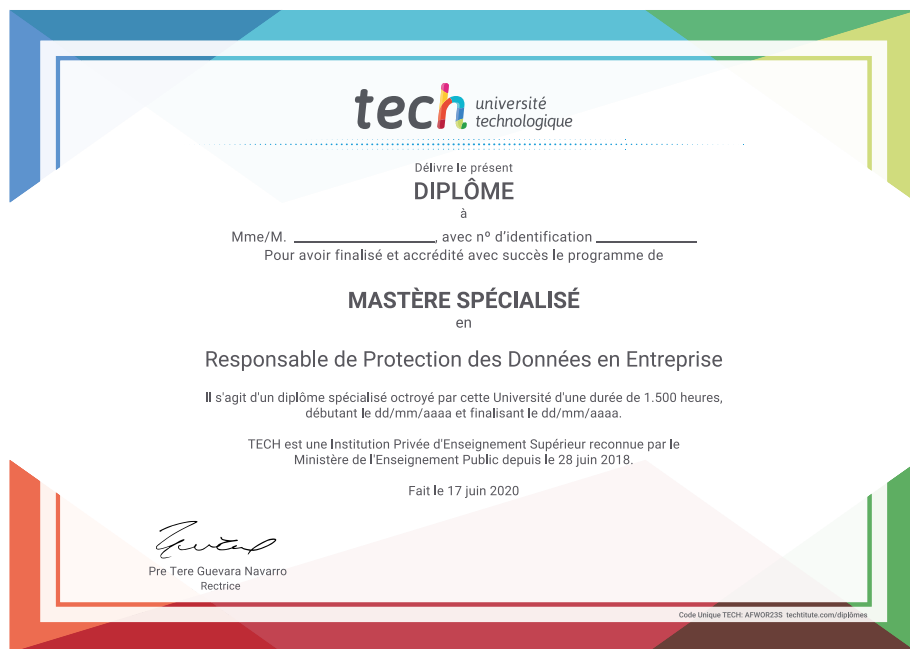 tech université
technologique
Délivre le présent
DIPLÔME
à
Mme/M. ____________, avec nº d'identification ____________
Pour avoir finalisé et accrédité avec succès le programme de
MASTÈRE SPÉCIALISÉ
en
Responsable de Protection des Données en Entreprise
Il s'agit d'un diplôme spécialisé octroyé par cette Université d'une durée de 1.500 heures,
débutant le dd/mm/aaaa et finalisant le dd/mm/aaaa.
TECH est une Institution Privée d'Enseignement Supérieur reconnue par le
Ministère de l'Enseignement Public depuis le 28 juin 2018.
Fait le 17 juin 2020
Pre Tere Guevara Navarro
Rectrice
Code Unique TECH: AFWOR23S techtitute.com/diplômes